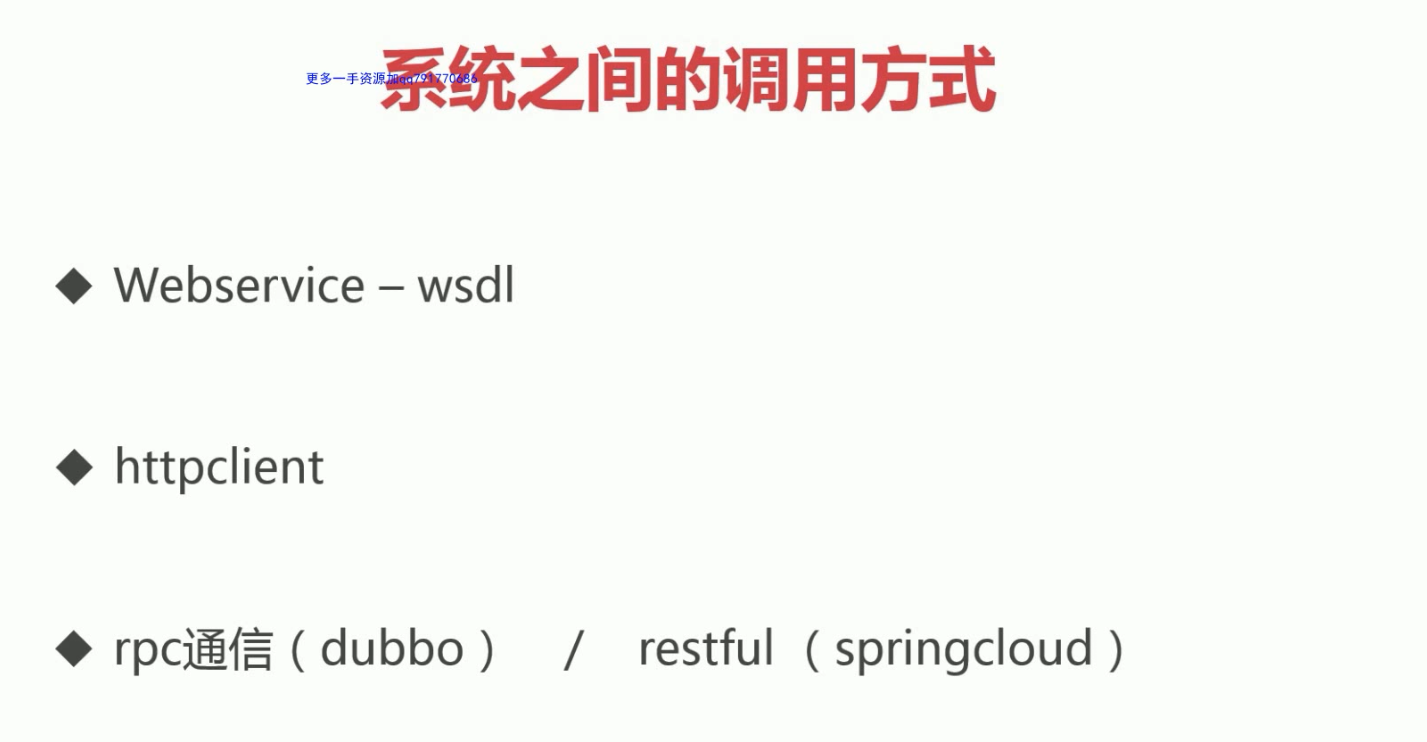 系统之间的调用方式
更多一手资源加qq791770686
◆ Webservice – wsdl
◆ httpclient
◆ rpc通信（dubbo） / restful （springcloud）